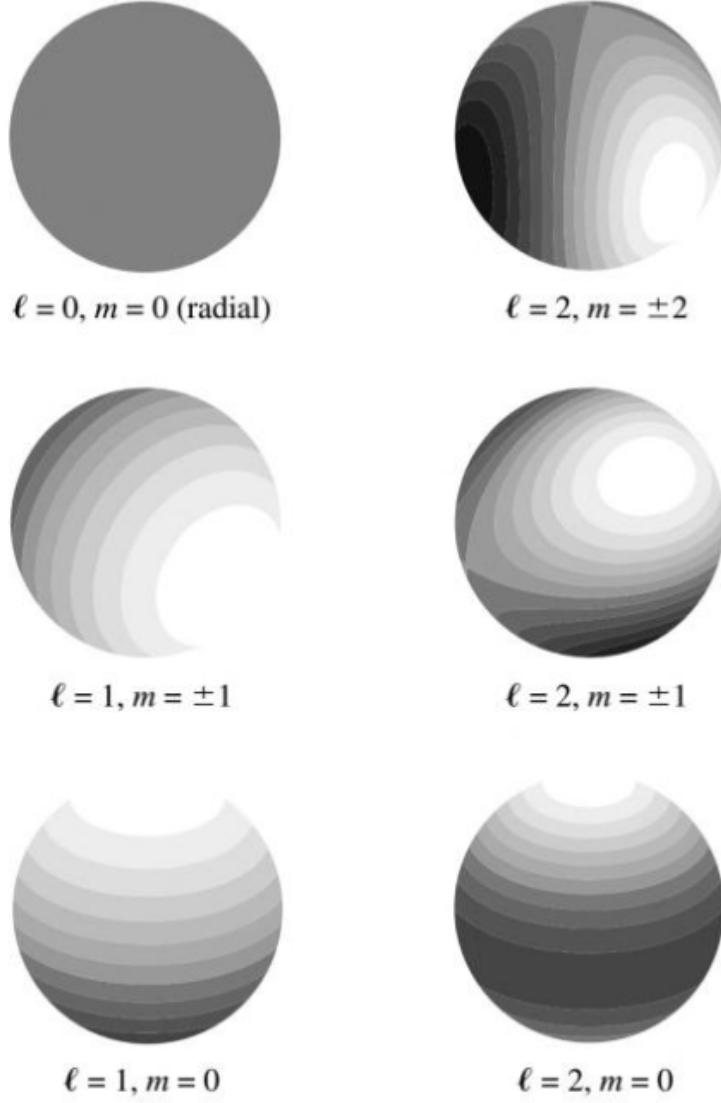 ℓ = 0, m = 0 (radial)
ℓ = 2, m = ±2
ℓ = 1, m = ±1
ℓ = 2, m = ±1
ℓ = 1, m = 0
ℓ = 2, m = 0